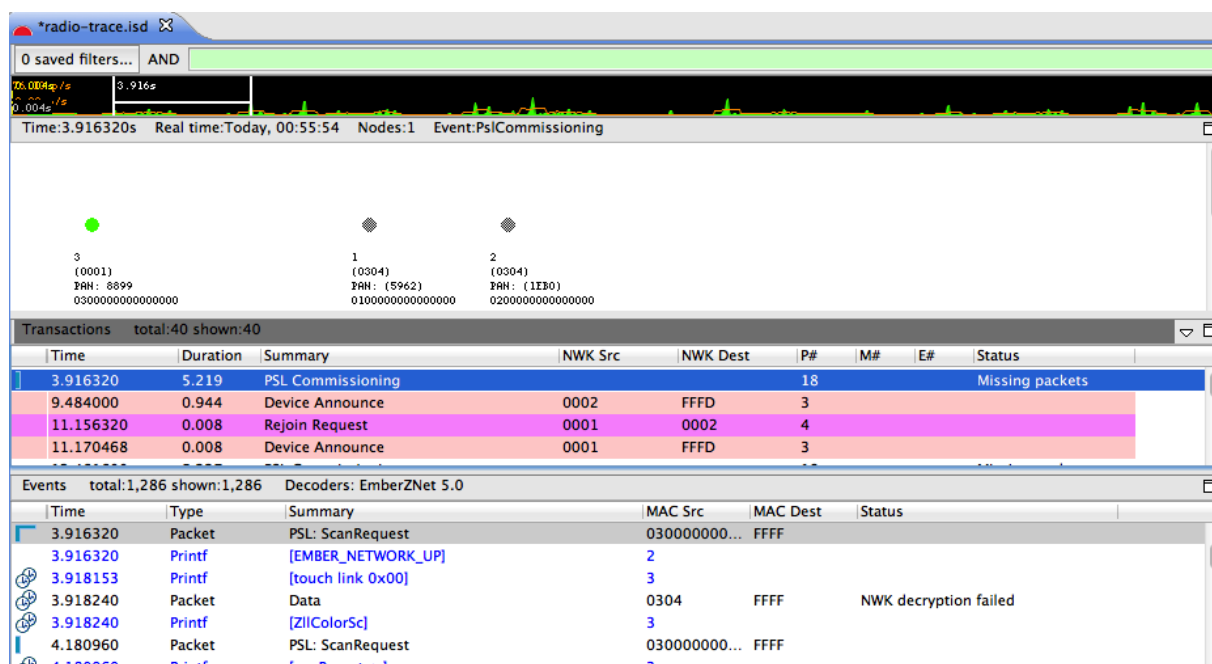 *radio-trace.isd
0 saved filters... AND
3.916s
0.004s
Time:3.916320s Real time:Today, 00:55:54 Nodes:1 Event:PslCommissioning
3 1 2
(0001) (0304) (0304)
PAN: 8899 PAN: (5962) PAN: (1EB0)
0300000000000000 0100000000000000 0200000000000000
Transactions total:40 shown:40
Time Duration Summary NWK Src NWK Dest P# M# E# Status
3.916320 5.219 PSL Commissioning 18 Missing packets
9.484000 0.944 Device Announce 0002 FFFD 3
11.156320 0.008 Rejoin Request 0001 0002 4
11.170468 0.008 Device Announce 0001 FFFD 3
Events total:1,286 shown:1,286 Decoders: EmberZNet 5.0
Time Type Summary MAC Src MAC Dest Status
3.916320 Packet PSL: ScanRequest 030000000... FFFF
3.916320 Printf [EMBER_NETWORK_UP] 2
3.918153 Printf [touch link 0x00] 3
3.918240 Packet Data 0304 FFFF NWK decryption failed
3.918240 Printf [ZllColorSc] 3
4.180960 Packet PSL: ScanRequest 030000000... FFFF